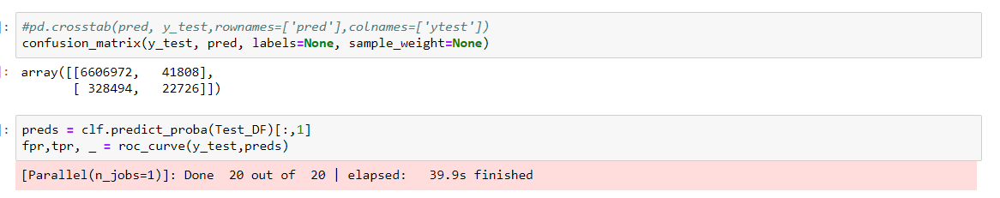 ]: #pd.crosstab(pred, y_test,rownames=['pred'],colnames=['ytest'])
confusion_matrix(y_test, pred, labels=None, sample_weight=None)
]: array([[6606972,   41808],
       [ 328494,   22726]])
]: preds = clf.predict_proba(Test_DF)[:,1]
fpr,tpr, _ = roc_curve(y_test,preds)
[Parallel(n_jobs=1)]: Done  20 out of  20 | elapsed:   39.9s finished